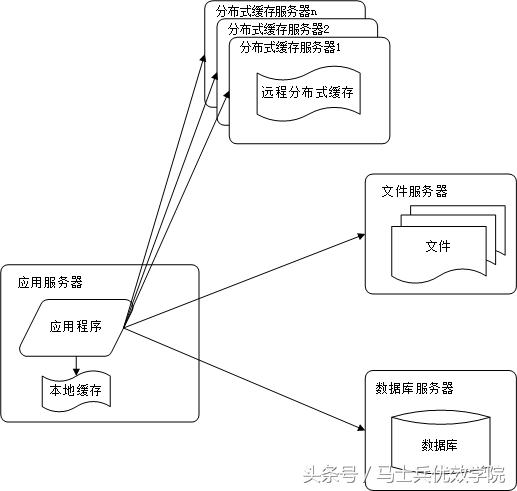 分布式缓存服务器n
分布式缓存服务器2
分布式缓存服务器1
远程分布式缓存
文件服务器
文件
应用服务器
应用程序
本地缓存
数据库服务器
数据库
头条号／马士兵优效学院